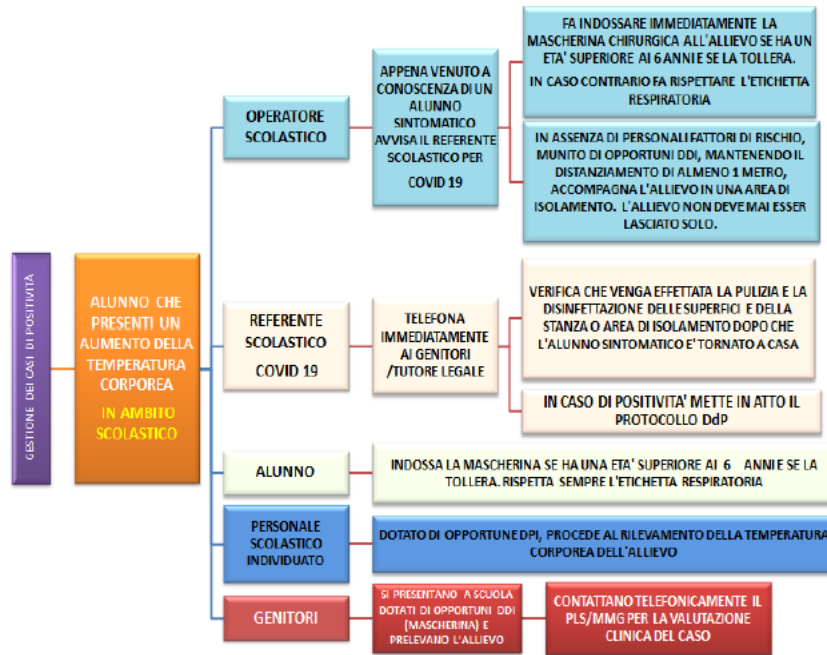 GESTIONE DEI CASI DI POSITIVITÀ
ALUNNO CHE
PRESENTI UN
AUMENTO DELLA
TEMPERATURA
CORPOREA
IN AMBITO
SCOLASTICO
OPERATORE
SCOLASTICO
APPENA VENUTO A
CONOSCENZA DI UN
ALUNNO
SINTOMATICO
AVVISA IL REFERENTE
SCOLASTICO PER
COVID 19
FA INDOSSARE IMMEDIATAMENTE LA
MASCHERINA CHIRURGICA ALL'ALLIEVO SE HA UN
ETA' SUPERIORE AI 6 ANNI E SE LA TOLLERA.
IN CASO CONTRARIO FA RISPETTARE L'ETICHETTA
RESPIRATORIA
IN ASSENZA DI PERSONALI FATTORI DI RISCHIO,
MUNITO DI OPPORTUNI DDI, MANTENENDO IL
DISTANZIAMENTO DI ALMENO 1 METRO,
ACCOMPAGNA L'ALLIEVO IN UNA AREA DI
ISOLAMENTO. L'ALLIEVO NON DEVE MAI ESSER
LASCIATO SOLO.
REFERENTE
SCOLASTICO
COVID 19
TELEFONA
IMMEDIATAMENTE
AI GENITORI
/TUTORE LEGALE
VERIFICA CHE VENGA EFFETTATA LA PULIZIA E LA
DISINFETTAZIONE DELLE SUPERFICI E DELLA
STANZA O AREA DI ISOLAMENTO DOPO CHE
L'ALUNNO SINTOMATICO E' TORNATO A CASA
IN CASO DI POSITIVITA' METTE IN ATTO IL
PROTOCOLLO DdP
ALUNNO
INDOSSA LA MASCHERINA SE HA UNA ETA' SUPERIORE AI 6 ANNI E SE LA
TOLLERA. RISPETTA SEMPRE L'ETICHETTA RESPIRATORIA
PERSONALE
SCOLASTICO
INDIVIDUATO
DOTATO DI OPPORTUNE DPI, PROCEDE AL RILEVAMENTO DELLA TEMPERATURA
CORPOREA DELL'ALLIEVO
GENITORI
SI PRESENTANO A SCUOLA
DOTATI DI OPPORTUNI DDI
(MASCHERINA) E
PRELEVANO L'ALLIEVO
CONTATTANO TELEFONICAMENTE IL
PLS/MMG PER LA VALUTAZIONE
CLINICA DEL CASO